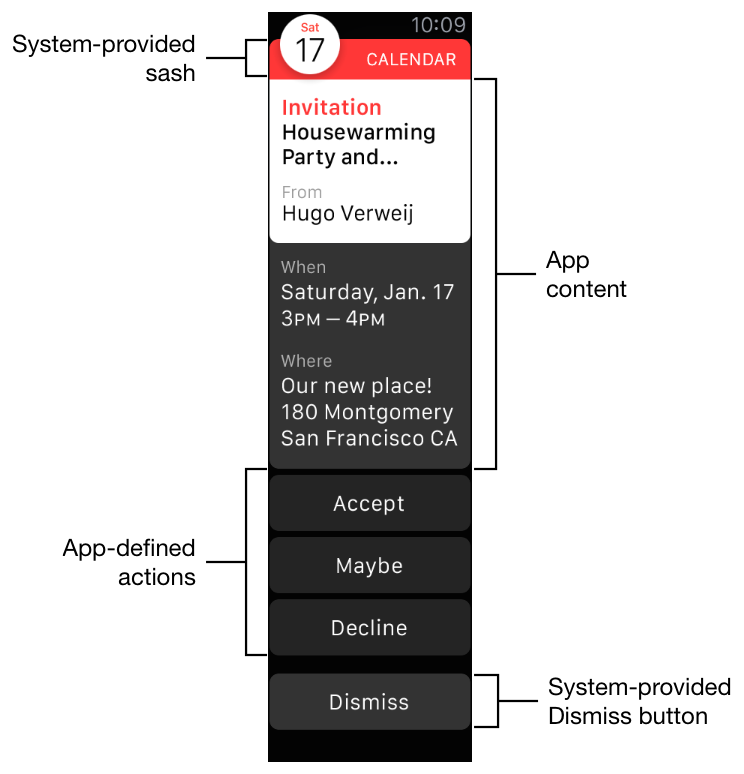 10:09
Sat
17
CALENDAR
System-provided
sash
Invitation
Housewarming
Party and...
From
Hugo Verweij
App
content
When
Saturday, Jan. 17
3PM – 4PM
Where
Our new place!
180 Montgomery
San Francisco CA
App-defined
actions
Accept
Maybe
Decline
Dismiss
System-provided
Dismiss button